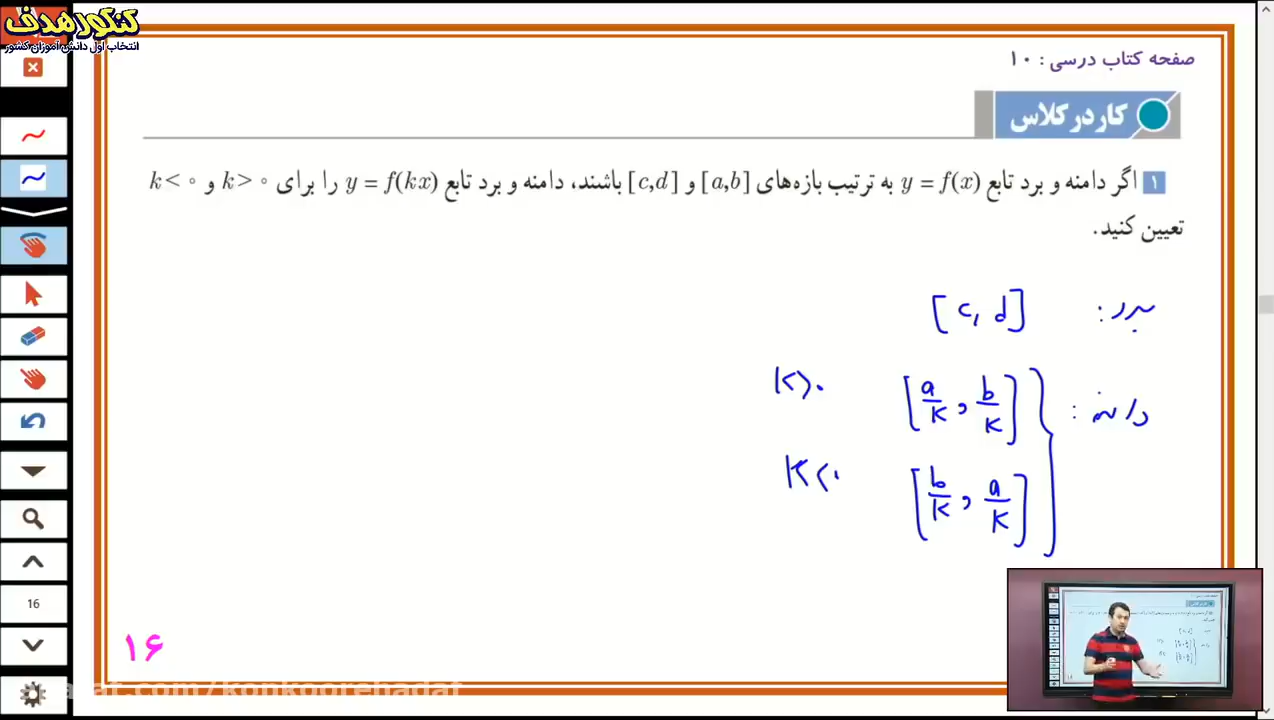 کنکور هدف
انتخاب اول دانش آموزان کشور
صفحه کتاب درسی : ۱۰
کار در کلاس
۱ اگر دامنه و برد تابع y = f(x) به ترتیب بازه‌های [a,b] و [c,d] باشند، دامنه و برد تابع y = f(kx) را برای k > ۰ و k < ۰
تعیین کنید.
برد : [c, d]
دامنه : [a/k , b/k] k>۰
[b/k , a/k] k<۰
16
۱۶